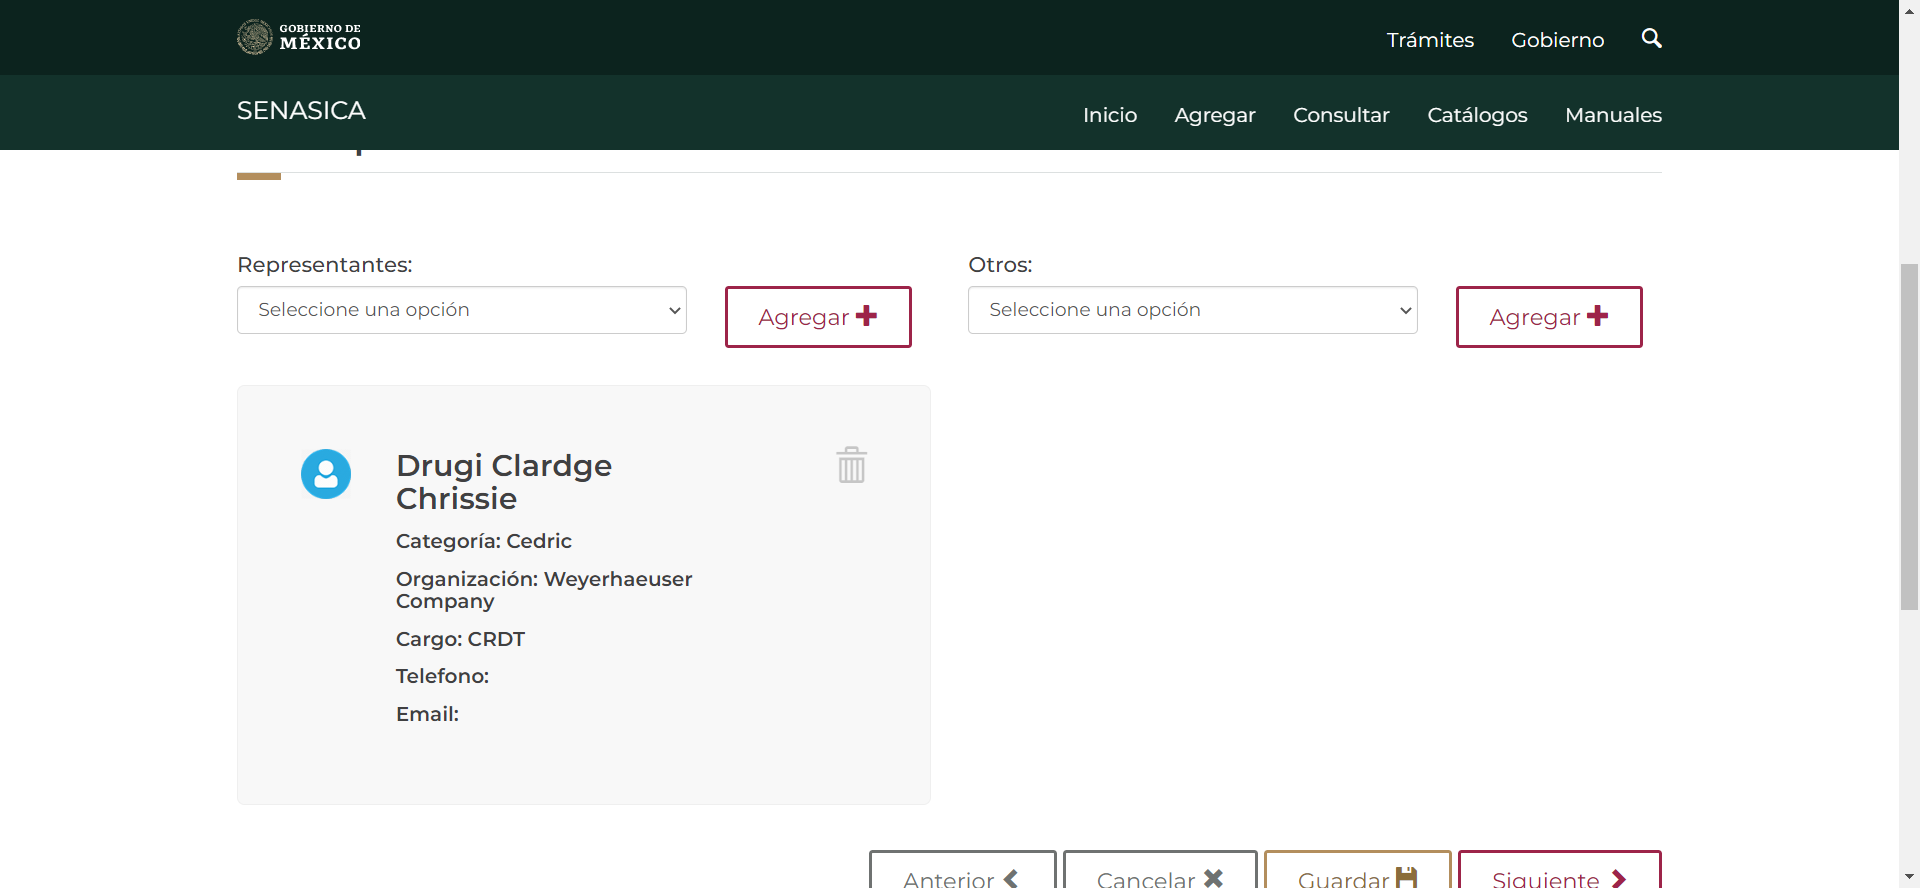 GOBIERNO DE
MÉXICO
Trámites Gobierno
SENASICA
Inicio Agregar Consultar Catálogos Manuales
Representantes:
Seleccione una opción
Agregar
Otros:
Seleccione una opción
Agregar
Drugi Clardge
Chrissie
Categoría: Cedric
Organización: Weyerhaeuser
Company
Cargo: CRDT
Telefono:
Email:
Anterior Cancelar Guardar Siguiente